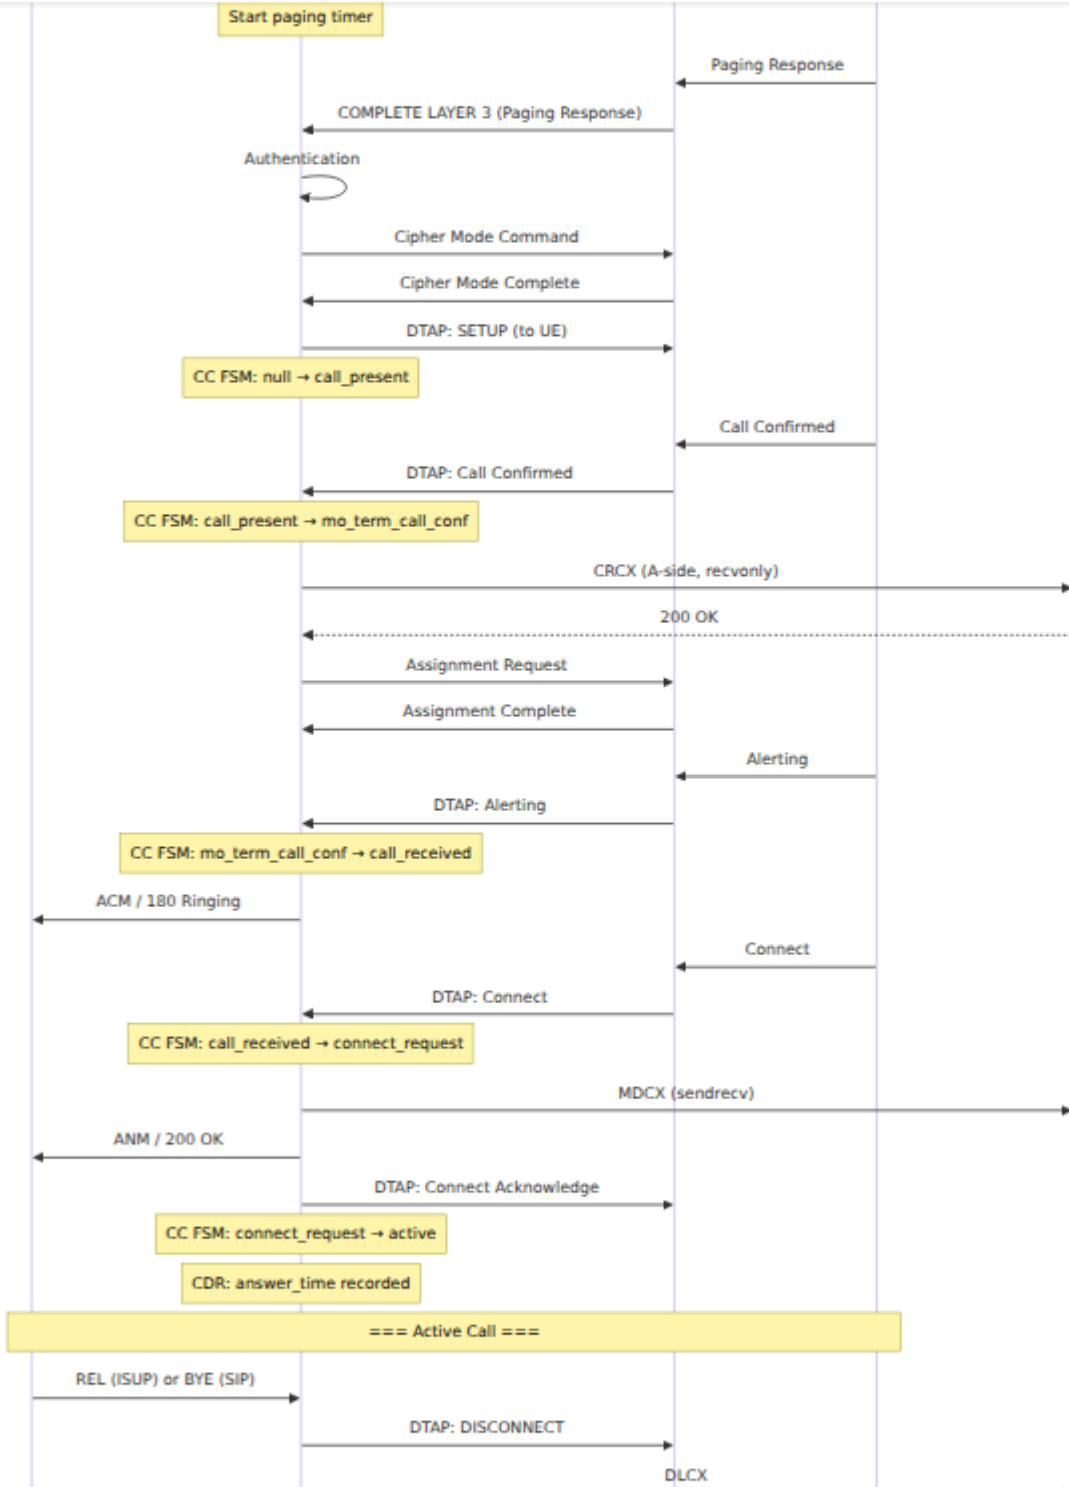 Start paging timer
Paging Response
COMPLETE LAYER 3 (Paging Response)
Authentication
Cipher Mode Command
Cipher Mode Complete
DTAP: SETUP (to UE)
CC FSM: null → call_present
Call Confirmed
DTAP: Call Confirmed
CC FSM: call_present → mo_term_call_conf
CRCX (A-side, recvonly)
200 OK
Assignment Request
Assignment Complete
Alerting
DTAP: Alerting
CC FSM: mo_term_call_conf → call_received
ACM / 180 Ringing
Connect
DTAP: Connect
CC FSM: call_received → connect_request
MDCX (sendrecv)
ANM / 200 OK
DTAP: Connect Acknowledge
CC FSM: connect_request → active
CDR: answer_time recorded
=== Active Call ===
REL (ISUP) or BYE (SIP)
DTAP: DISCONNECT
DLCX